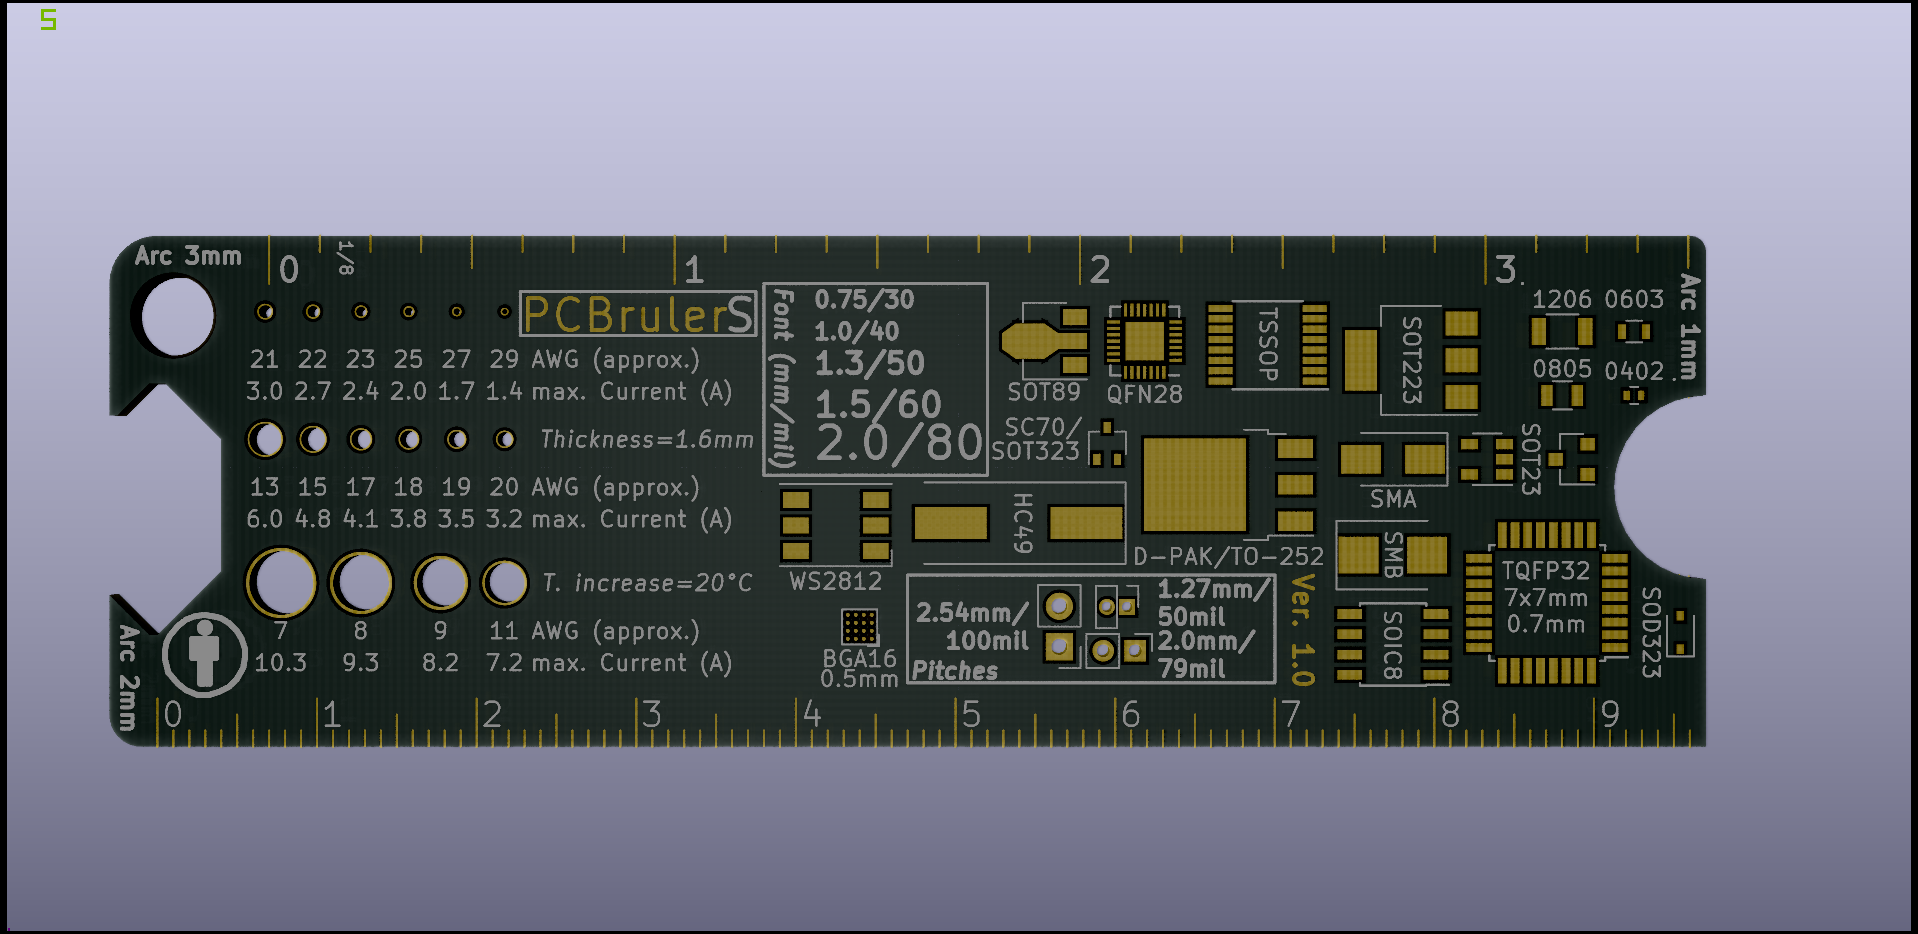 S
Arc 3mm
0 1/8 1 2 3
PCBrulerS
21 22 23 25 27 29 AWG (approx.)
3.0 2.7 2.4 2.0 1.7 1.4 max. Current (A)
Thickness=1.6mm
13 15 17 18 19 20 AWG (approx.)
6.0 4.8 4.1 3.8 3.5 3.2 max. Current (A)
T. increase=20°C
7 8 9 11 AWG (approx.)
10.3 9.3 8.2 7.2 max. Current (A)
Arc 2mm
Font (mm/mil)
0.75/30
1.0/40
1.3/50
1.5/60
2.0/80
SOT89
QFN28
TSSOP
SOT223
1206 0603
0805 0402
Arc 1mm
SC70/
SOT323
D-PAK/TO-252
SMA
SOT23
WS2812
HC49
SMB
TQFP32
7x7mm
0.7mm
SOD323
SOIC8
BGA16
0.5mm
2.54mm/
100mil
Pitches
1.27mm/
50mil
2.0mm/
79mil
Ver. 1.0
0 1 2 3 4 5 6 7 8 9